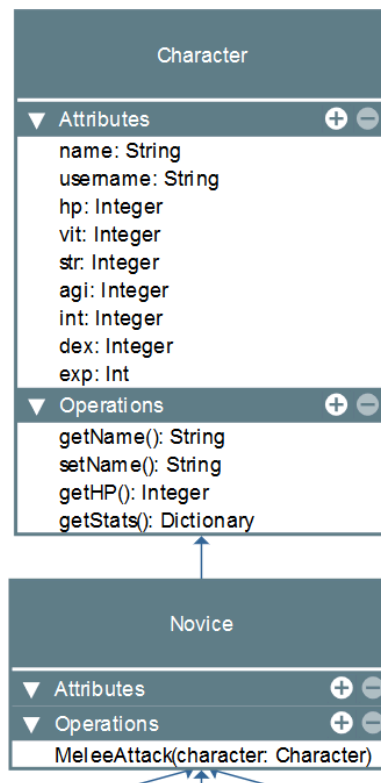 Character
Attributes
name: String
username: String
hp: Integer
vit: Integer
str: Integer
agi: Integer
int: Integer
dex: Integer
exp: Int
Operations
getName(): String
setName(): String
getHP(): Integer
getStats(): Dictionary
Novice
Attributes
Operations
MeleeAttack(character: Character)